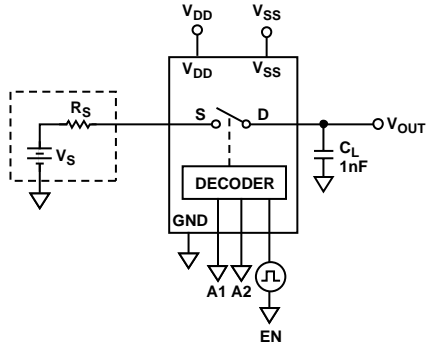 VDD VSS
VDD VSS
RS
S D
VOUT
VS
CL
1nF
DECODER
GND
A1 A2
EN